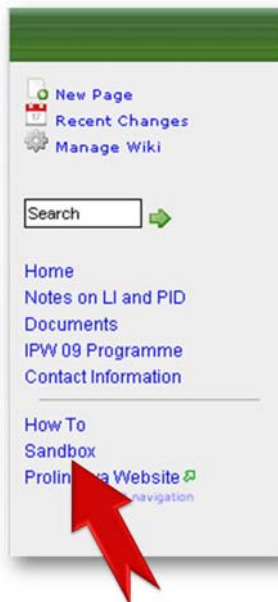 New Page
Recent Changes
Manage Wiki
Search
Home
Notes on LI and PID
Documents
IPW 09 Programme
Contact Information
How To
Sandbox
Website
navigation